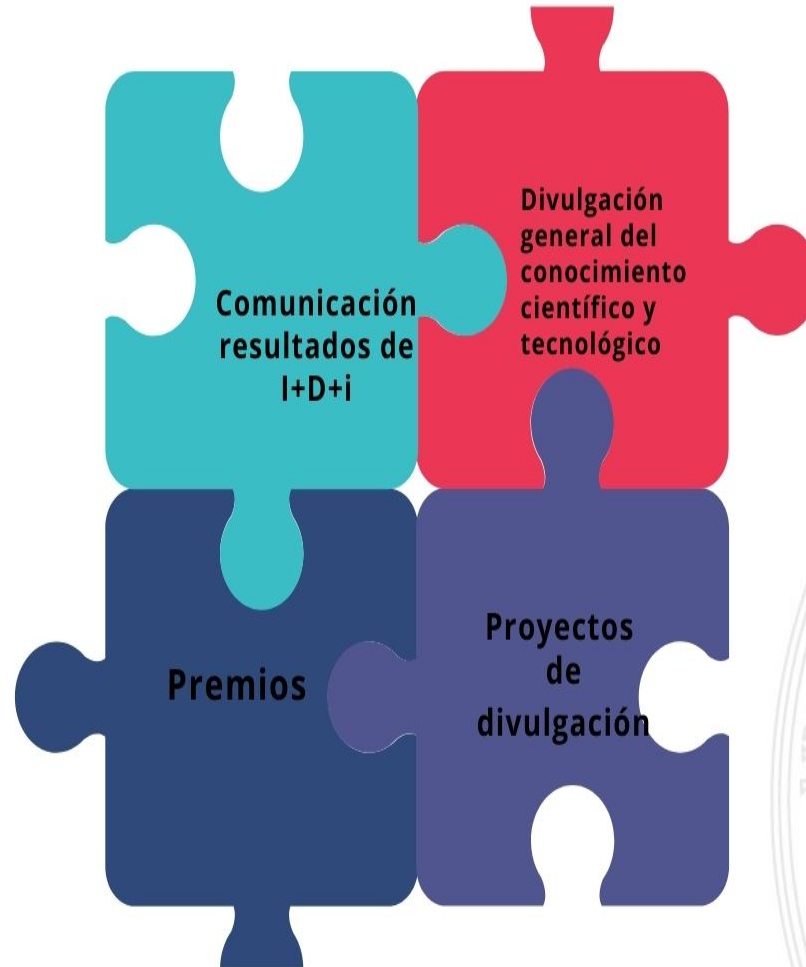 Comunicación
resultados de
I+D+i
Divulgación
general del
conocimiento
científico y
tecnológico
Premios
Proyectos
de
divulgación